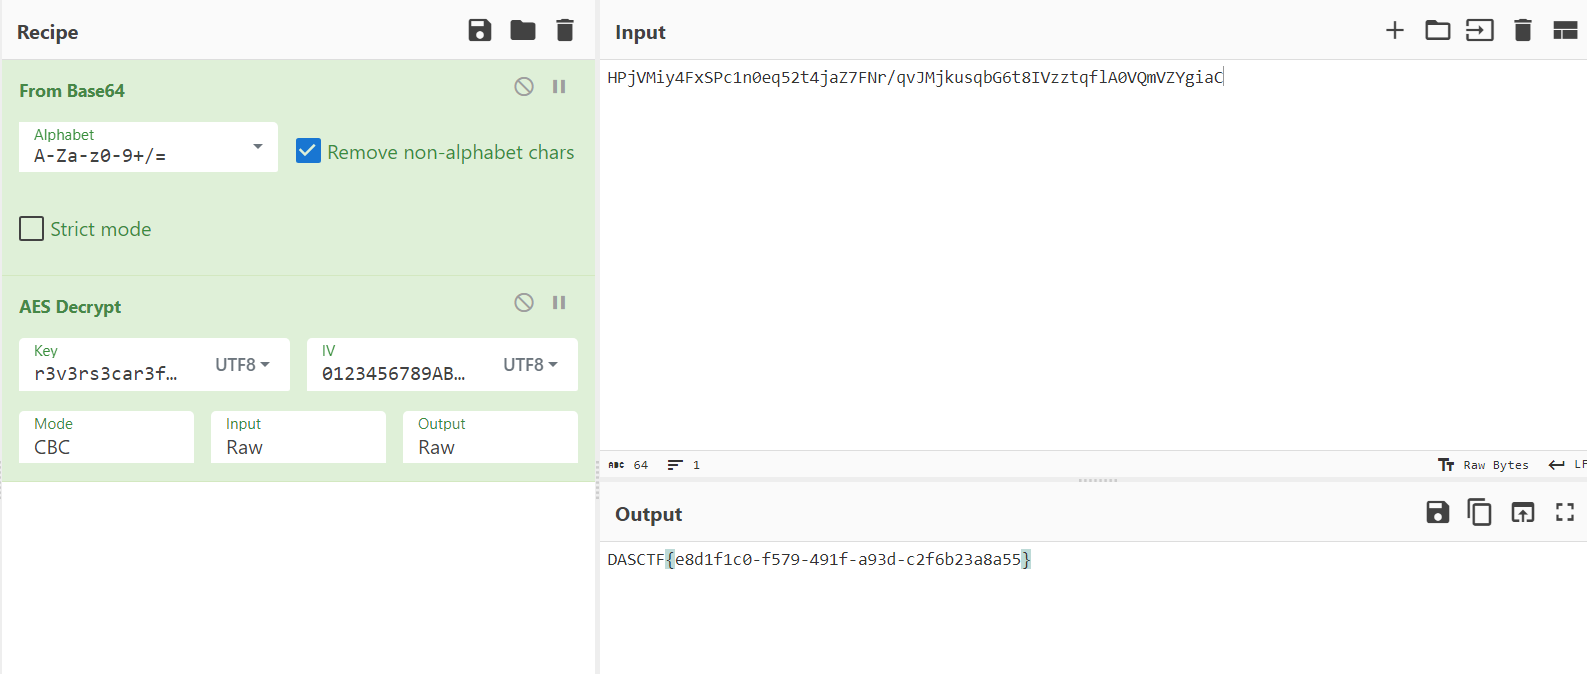 Recipe
From Base64
Alphabet
A-Za-z0-9+/=
Remove non-alphabet chars
Strict mode
AES Decrypt
Key
r3v3rs3car3f…
UTF8
IV
0123456789AB…
UTF8
Mode
CBC
Input
Raw
Output
Raw
Input
HPjVMiy4FxSPc1n0eq52t4jaZ7FNr/qvJMjkusqbG6t8IVzztqflA0VQmVZYgiaC
ABC 64 1
Raw Bytes LF
Output
DASCTF{e8d1f1c0-f579-491f-a93d-c2f6b23a8a55}